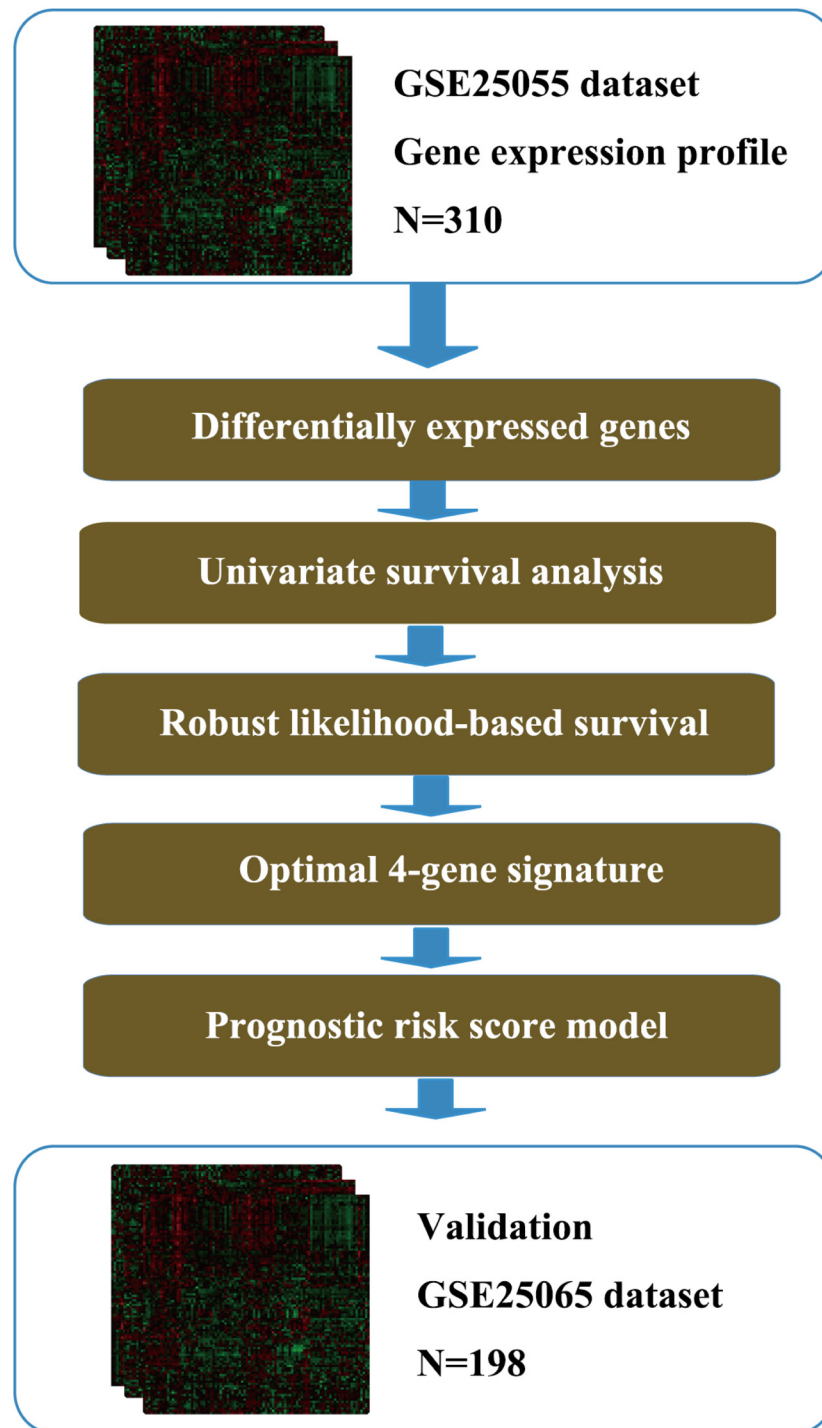 GSE25055 dataset
Gene expression profile
N=310
Differentially expressed genes
Univariate survival analysis
Robust likelihood-based survival
Optimal 4-gene signature
Prognostic risk score model
Validation
GSE25065 dataset
N=198